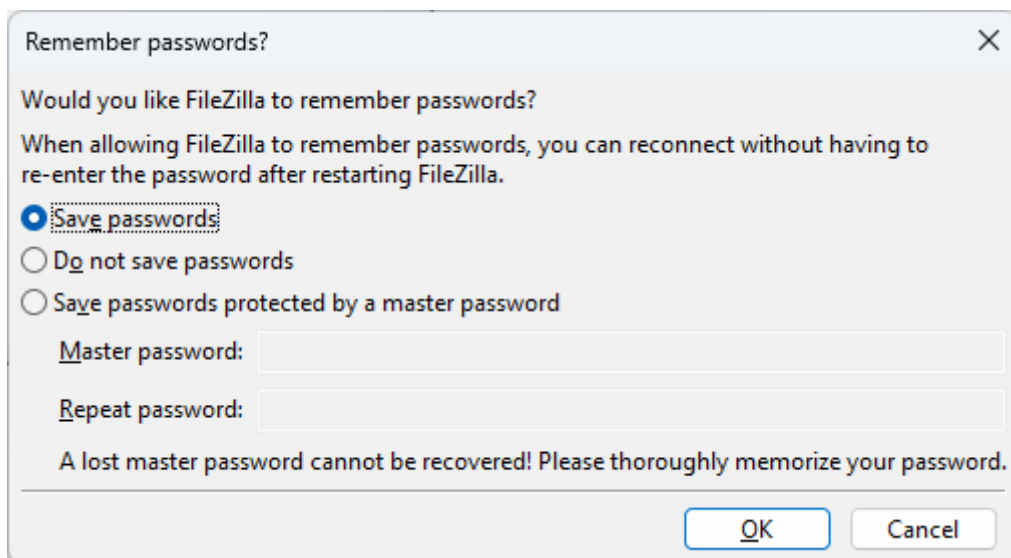 Remember passwords?
Would you like FileZilla to remember passwords?
When allowing FileZilla to remember passwords, you can reconnect without having to
re-enter the password after restarting FileZilla.
Save passwords
Do not save passwords
Save passwords protected by a master password
Master password:
Repeat password:
A lost master password cannot be recovered! Please thoroughly memorize your password.
OK
Cancel